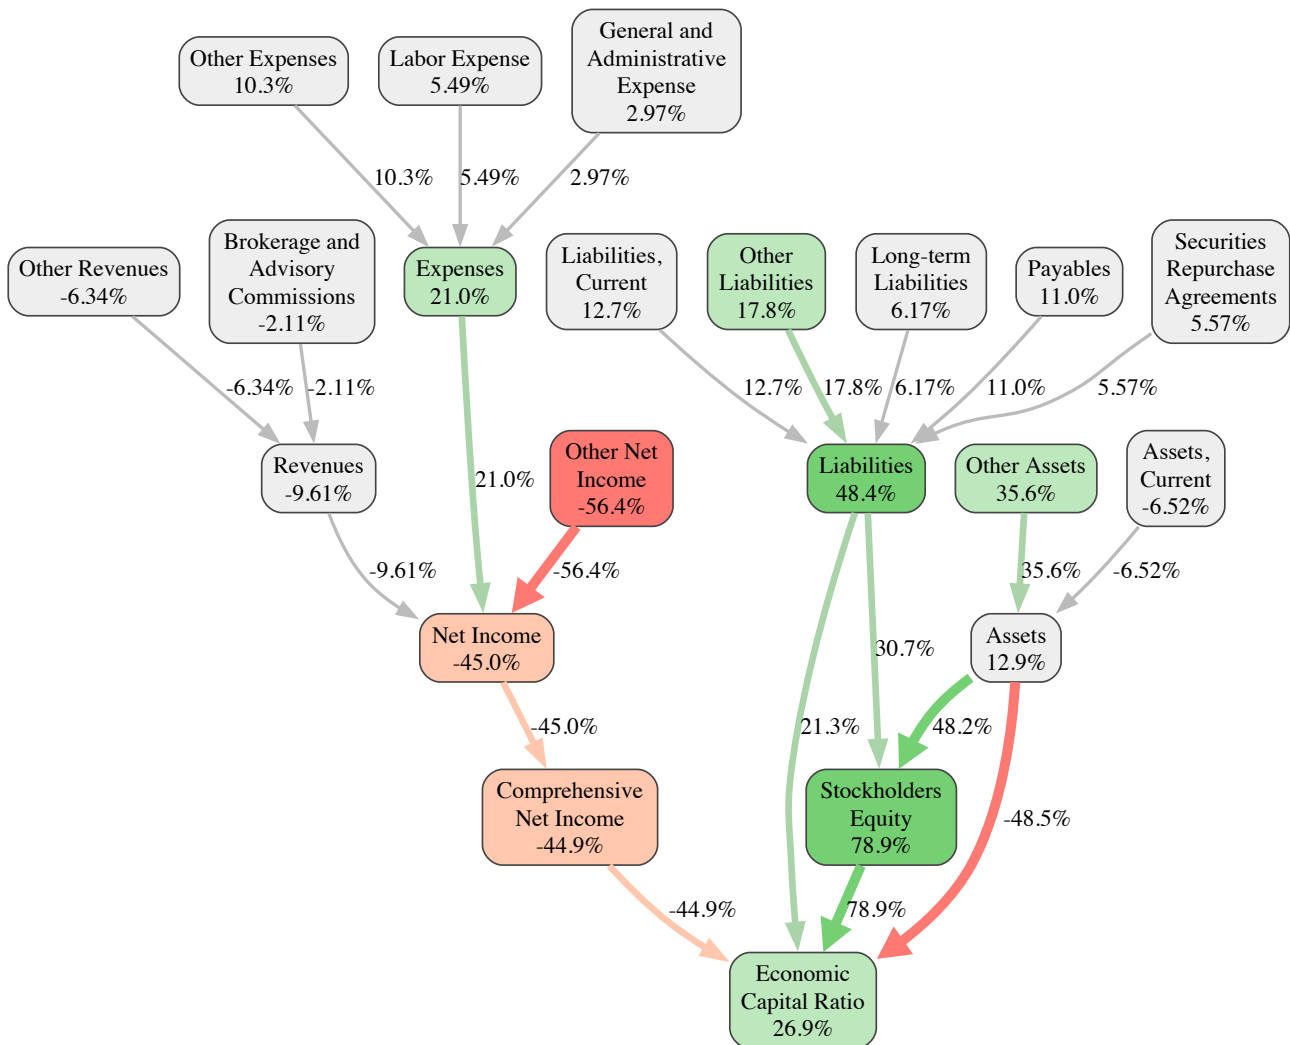 Other Expenses
10.3%
Labor Expense
5.49%
General and
Administrative
Expense
2.97%
10.3%
5.49%
2.97%
Other Revenues
-6.34%
Brokerage and
Advisory
Commissions
-2.11%
Expenses
21.0%
Liabilities,
Current
12.7%
Other
Liabilities
17.8%
Long-term
Liabilities
6.17%
Payables
11.0%
Securities
Repurchase
Agreements
5.57%
-6.34%
-2.11%
12.7%
17.8%
6.17%
11.0%
5.57%
Revenues
-9.61%
21.0%
Other Net
Income
-56.4%
Liabilities
48.4%
Other Assets
35.6%
Assets,
Current
-6.52%
-9.61%
-56.4%
35.6%
-6.52%
Net Income
-45.0%
30.7%
Assets
12.9%
-45.0%
21.3%
48.2%
Comprehensive
Net Income
-44.9%
Stockholders
Equity
78.9%
-48.5%
-44.9%
78.9%
Economic
Capital Ratio
26.9%